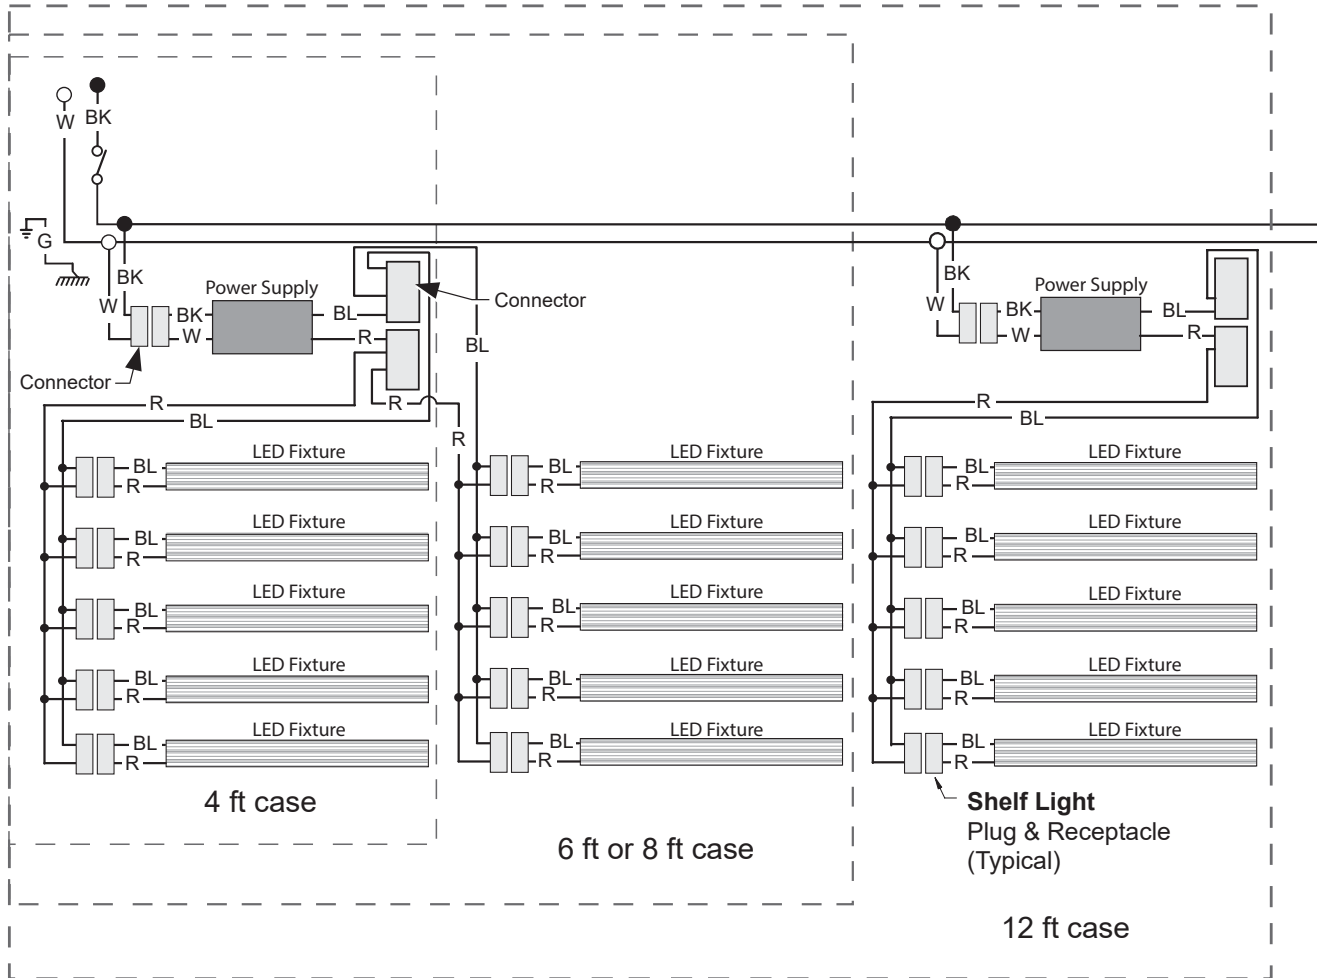 W
BK
G
BK
W
BK
W
Power Supply
BL
R
Connector
Connector
BL
R
R
BL
R
BK
W
BK
W
Power Supply
BL
R
R
BL
LED Fixture
BL
R
LED Fixture
BL
R
LED Fixture
BL
R
LED Fixture
BL
R
LED Fixture
BL
R
4 ft case
LED Fixture
BL
R
LED Fixture
BL
R
LED Fixture
BL
R
LED Fixture
BL
R
LED Fixture
BL
R
6 ft or 8 ft case
LED Fixture
BL
R
LED Fixture
BL
R
LED Fixture
BL
R
LED Fixture
BL
R
LED Fixture
BL
R
Shelf Light
Plug & Receptacle
(Typical)
12 ft case